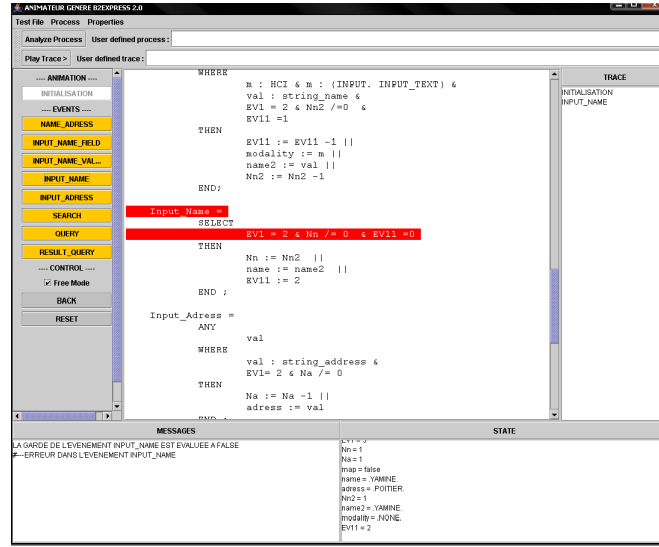 ANIMATEUR GENERE B2EXPRESS 2.0
Test File Process Properties
Analyze Process User defined process :
Play Trace > User defined trace :
---- ANIMATION ----
INITIALISATION
---- EVENTS ----
NAME_ADRESS
INPUT_NAME_FIELD
INPUT_NAME_VAL...
INPUT_NAME
INPUT_ADRESS
SEARCH
QUERY
RESULT_QUERY
---- CONTROL ----
Free Mode
BACK
RESET
WHERE
m : HCI & m : {INPUT. INPUT_TEXT} &
val : string_name &
EV1 = 2 & Nn2 /=0 &
EV11 =1
THEN
EV11 := EV11 -1 ||
modality := m ||
name2 := val ||
Nn2 := Nn2 -1
END;
Input_Name =
SELECT
EV1 = 2 & Nn /= 0 & EV11 =0
THEN
Nn := Nn2 ||
name := name2 ||
EV11 := 2
END ;
Input_Adress =
ANY
val
WHERE
val : string_address &
EV1= 2 & Na /= 0
THEN
Na := Na -1 ||
adress := val
END ;
TRACE
INITIALISATION
INPUT_NAME
MESSAGES
LA GARDE DE L'EVENEMENT INPUT_NAME EST EVALUEE A FALSE
#---ERREUR DANS L'EVENEMENT INPUT_NAME
STATE
EV1 = 3
Nn = 1
Na = 1
map = false
name = .YAMINE.
adress = .POITIER.
Nn2 = 1
name2 = .YAMINE.
modality = .NONE.
EV11 = 2